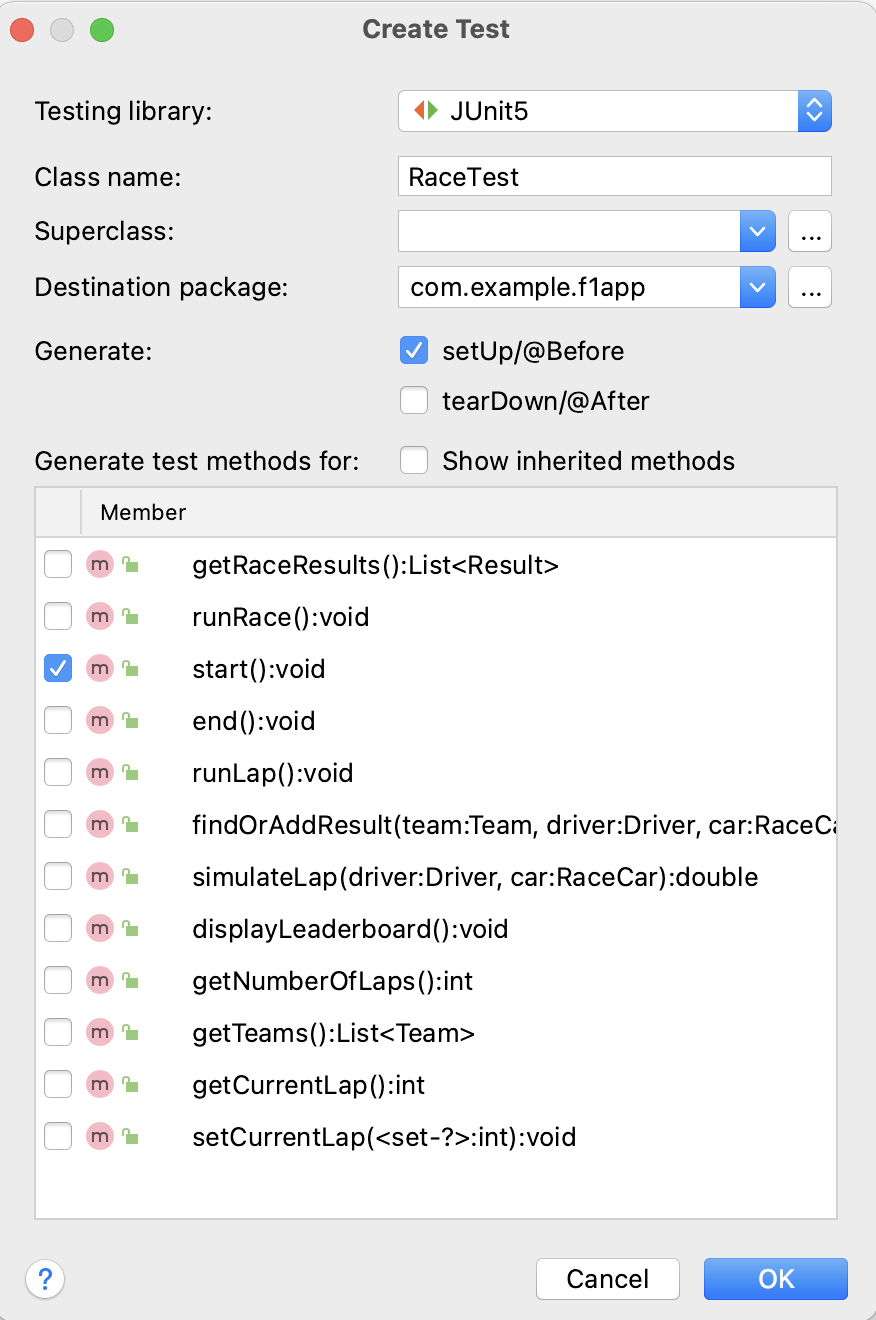 Create Test
Testing library:
JUnit5
Class name:
RaceTest
Superclass:
...
Destination package:
com.example.f1app
...
Generate:
setUp/@Before
tearDown/@After
Generate test methods for:
Show inherited methods
Member
m getRaceResults():List<Result>
m runRace():void
m start():void
m end():void
m runLap():void
m findOrAddResult(team:Team, driver:Driver, car:RaceCa
m simulateLap(driver:Driver, car:RaceCar):double
m displayLeaderboard():void
m getNumberOfLaps():int
m getTeams():List<Team>
m getCurrentLap():int
m setCurrentLap(<set-?>:int):void
?
Cancel
OK